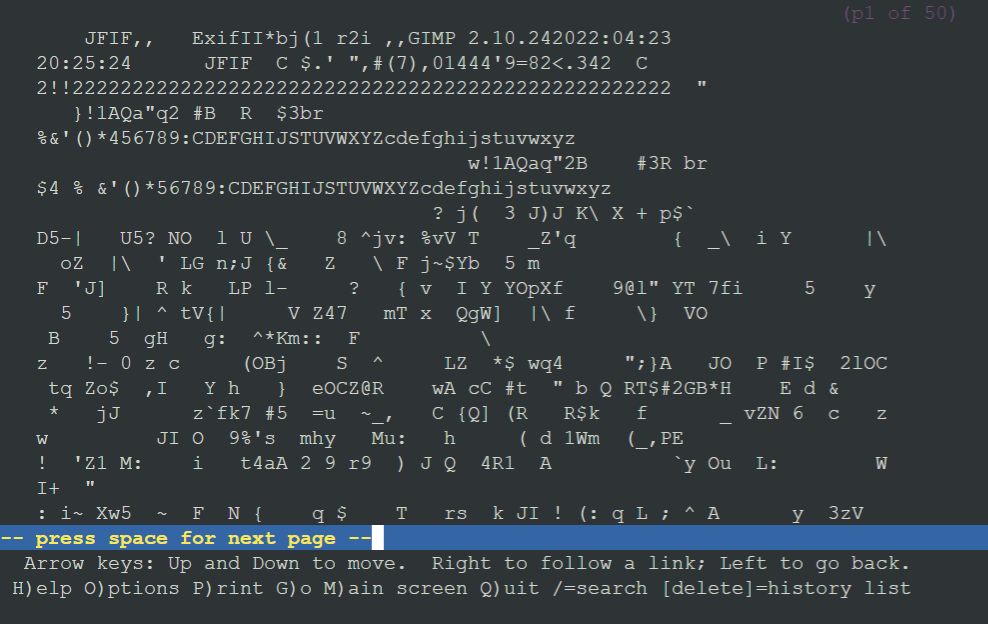 (p1 of 50)
JFIF,,   ExifII*bj(1 r2i ,,GIMP 2.10.242022:04:23
20:25:24      JFIF  C $.' ",#(7),01444'9=82<.342  C
2!!22222222222222222222222222222222222222222222222222  "
}!1AQa"q2 #B  R  $3br
%&'()*456789:CDEFGHIJSTUVWXYZcdefghijstuvwxyz
w!1AQaq"2B    #3R br
$4 % &'()*56789:CDEFGHIJSTUVWXYZcdefghijstuvwxyz
? j(  3 J)J K\ X + p$`
D5-|   U5? NO  l U \_    8 ^jv: %vV T    _Z'q        {  _\  i Y      |\
oZ  |\  ' LG n;J {&   Z   \ F j~$Yb  5 m
F  'J]    R k   LP l-     ?   { v  I Y YOpXf    9@l" YT 7fi     5    y
5    }| ^ tV{|     V Z47   mT x  QgW]  |\ f     \}  VO
B    5  gH   g:  ^*Km::  F          \
z   !- 0 z c     (OBj    S  ^     LZ  *$ wq4     ";}A   JO  P #I$  2lOC
tq Zo$  ,I   Y h   }  eOCZ@R    wA cC #t  " b Q RT$#2GB*H    E d &
*   jJ      z`fk7 #5  =u  ~_,   C {Q] (R   R$k   f      _ vZN 6  c   z
w         JI O  9%'s  mhy   Mu:   h     ( d 1Wm  (_,PE
!  'Z1 M:    i   t4aA 2 9 r9  ) J Q  4R1  A          `y Ou  L:        W
I+  "
: i~ Xw5  ~  F  N {    q $    T   rs  k JI ! (: q L ; ^ A      y  3zV
-- press space for next page --
Arrow keys: Up and Down to move.  Right to follow a link; Left to go back.
H)elp O)ptions P)rint G)o M)ain screen Q)uit /=search [delete]=history list